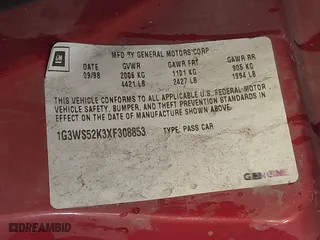 GM
MFD BY GENERAL MOTORS CORP
DATE GVWR GAWR FRT GAWR RR
09/98 2006 KG 1101 KG 905 KG
4421 LB 2427 LB 1994 LB
THIS VEHICLE CONFORMS TO ALL APPLICABLE U.S. FEDERAL MOTOR
VEHICLE SAFETY, BUMPER, AND THEFT PREVENTION STANDARDS IN
EFFECT ON THE DATE OF MANUFACTURE SHOWN ABOVE.
1G3WS52K3XF308853 TYPE: PASS CAR
GENUINE
DREAMBID